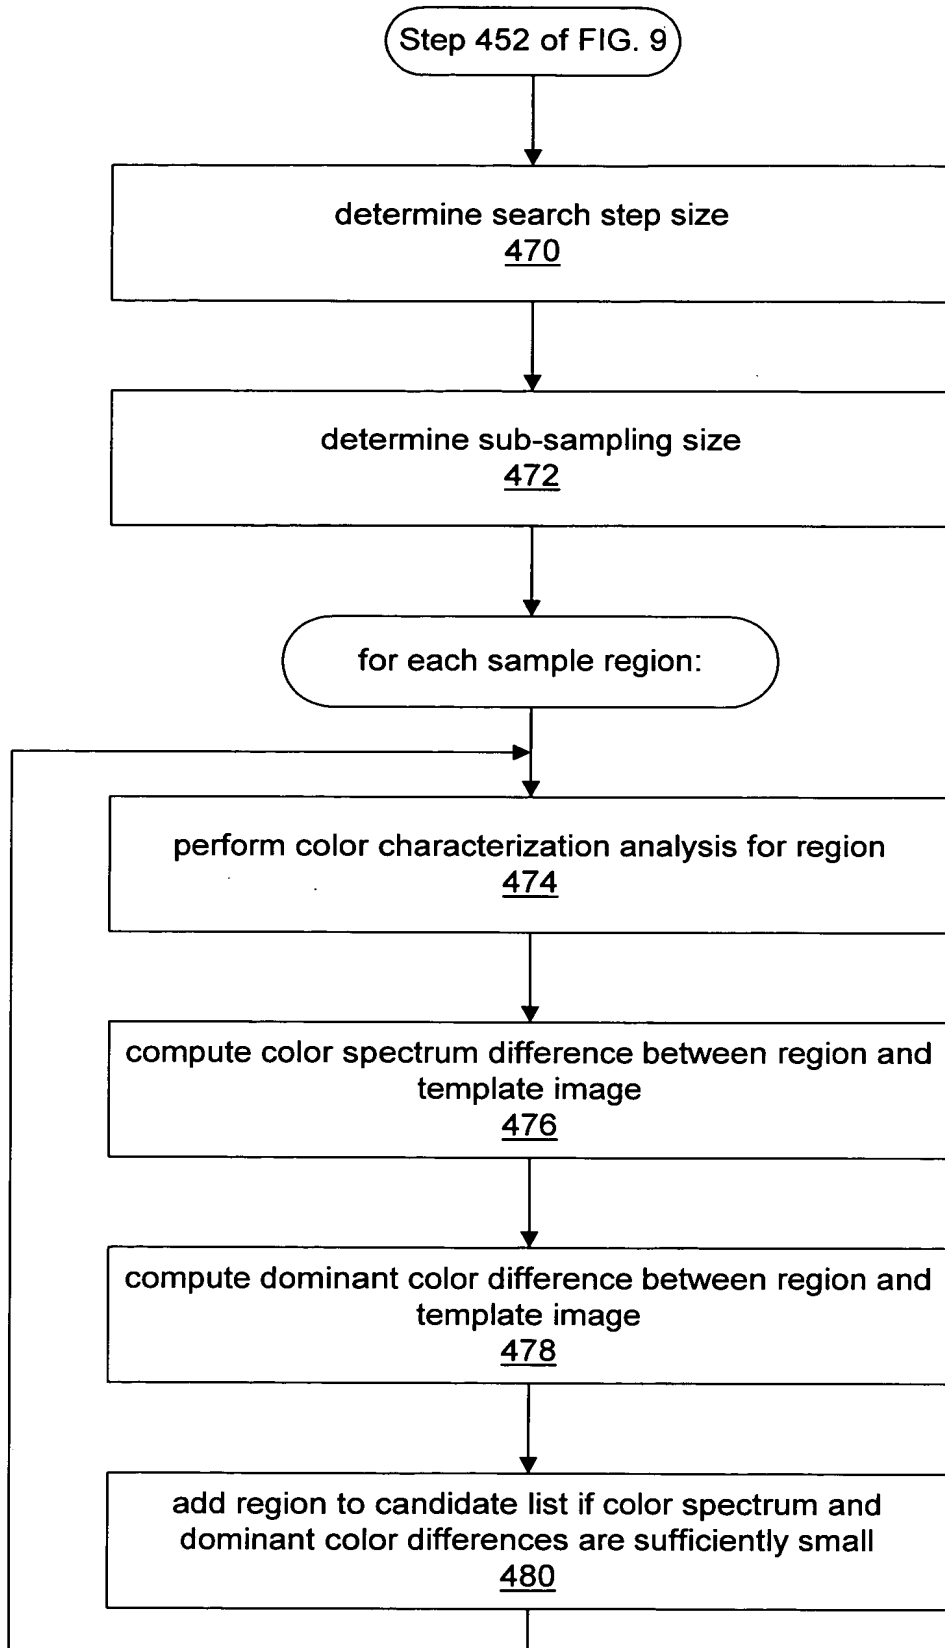 Step 452 of FIG. 9
determine search step size
470
determine sub-sampling size
472
for each sample region:
perform color characterization analysis for region
474
compute color spectrum difference between region and
template image
476
compute dominant color difference between region and
template image
478
add region to candidate list if color spectrum and
dominant color differences are sufficiently small
480